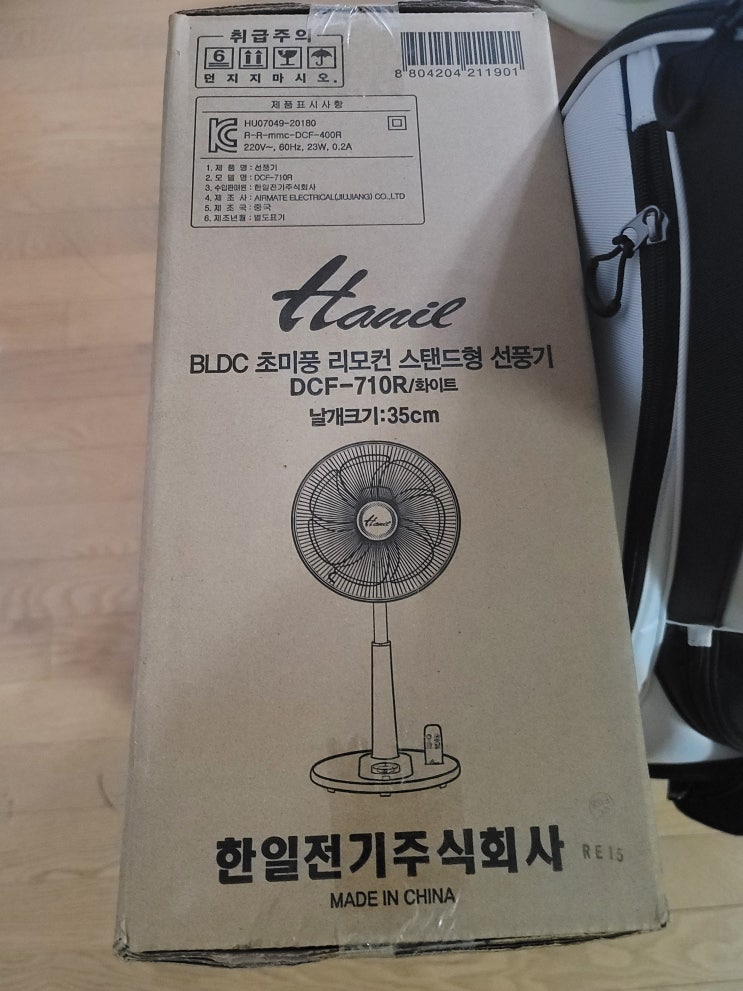 취급주의
6
던지지마시오.
8 804204 211901
제품표시사항
HU07049-20180
R-R-mmc-DCF-400R
220V~, 60Hz, 23W, 0.2A
1. 제 품 명 : 선풍기
2. 모 델 명 : DCF-710R
3. 수입판매원 : 한일전기주식회사
4. 제 조 사 : AIRMATE ELECTRICAL(JIUJIANG) CO.,LTD
5. 제 조 국 : 중국
6. 제조년월 : 별도표기
Hanil
BLDC 초미풍 리모컨 스탠드형 선풍기
DCF-710R/화이트
날개크기:35cm
Hanil
한일전기주식회사
RE15
MADE IN CHINA